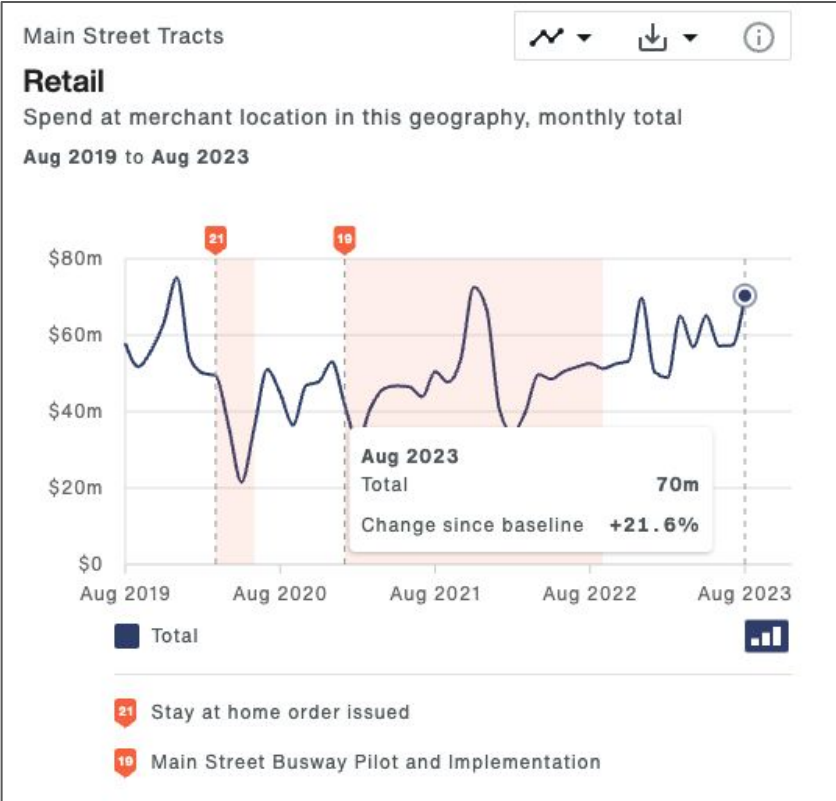 Main Street Tracts
Retail
Spend at merchant location in this geography, monthly total
Aug 2019 to Aug 2023
21
19
$80m
$60m
$40m
$20m
$0
Aug 2023
Total 70m
Change since baseline +21.6%
Aug 2019 Aug 2020 Aug 2021 Aug 2022 Aug 2023
Total
21 Stay at home order issued
19 Main Street Busway Pilot and Implementation